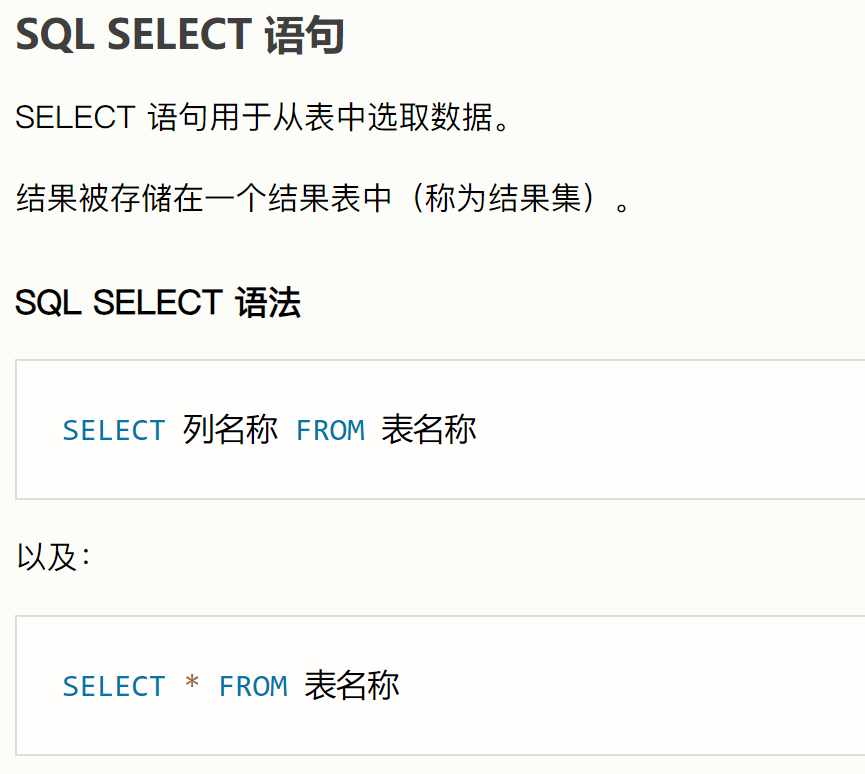 SQL SELECT 语句
SELECT 语句用于从表中选取数据。
结果被存储在一个结果表中（称为结果集）。
SQL SELECT 语法
SELECT 列名称 FROM 表名称
以及：
SELECT * FROM 表名称